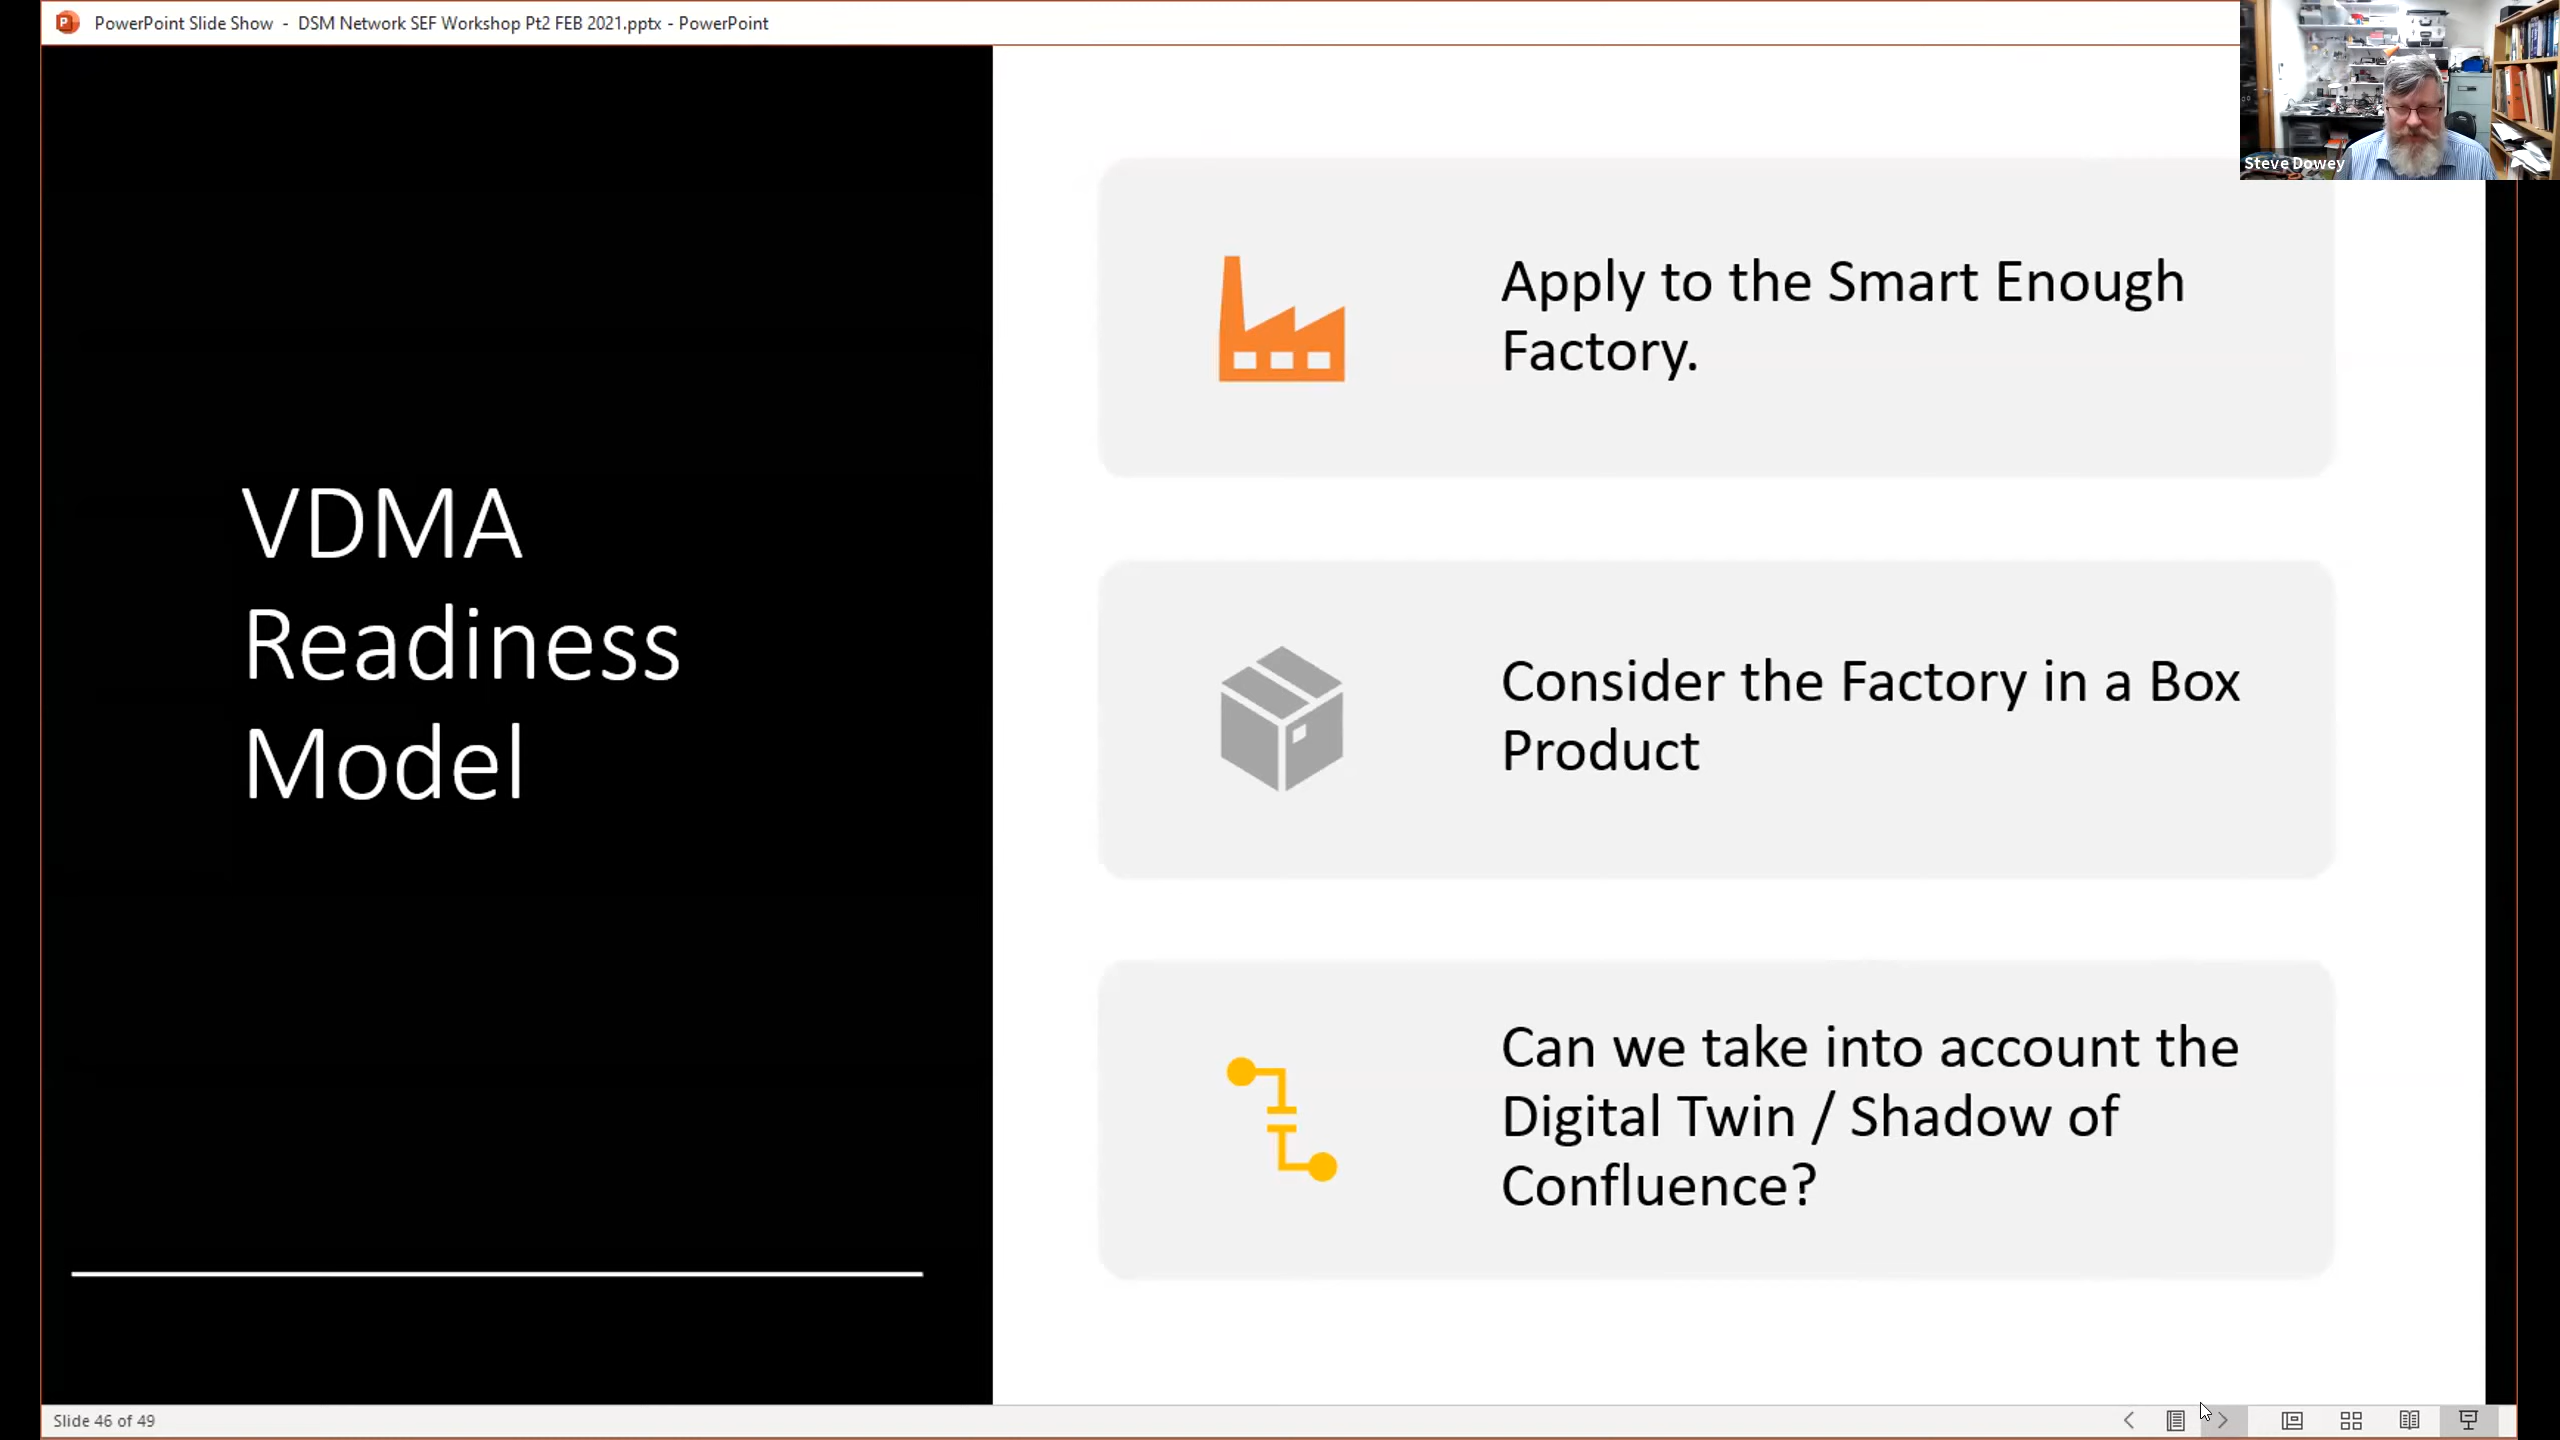 PowerPoint Slide Show - DSM Network SEF Workshop Pt2 FEB 2021.pptx - PowerPoint
Steve Dowey
VDMA
Readiness
Model
Apply to the Smart Enough
Factory.
Consider the Factory in a Box
Product
Can we take into account the
Digital Twin / Shadow of
Confluence?
Slide 46 of 49